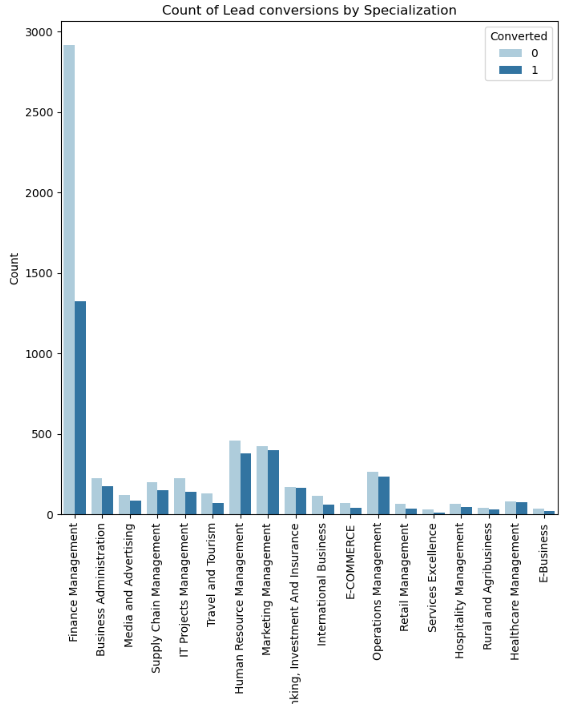 Count of Lead conversions by Specialization
Converted
0
1
3000
2500
2000
1500
1000
500
0
Count
Finance Management
Business Administration
Media and Advertising
Supply Chain Management
IT Projects Management
Travel and Tourism
Human Resource Management
Marketing Management
nking, Investment And Insurance
International Business
E-COMMERCE
Operations Management
Retail Management
Services Excellence
Hospitality Management
Rural and Agribusiness
Healthcare Management
E-Business